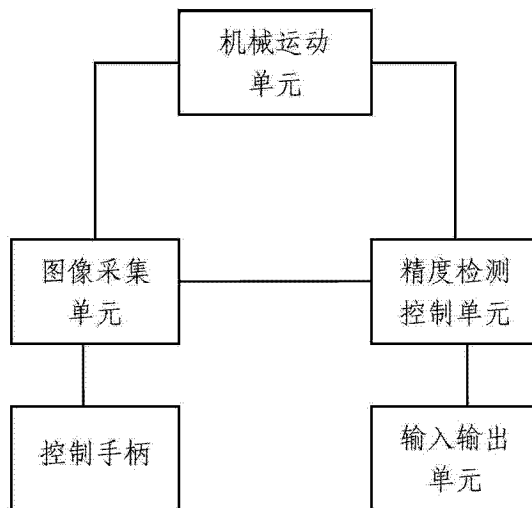 机械运动
单元
图像采集
单元
精度检测
控制单元
控制手柄
输入输出
单元